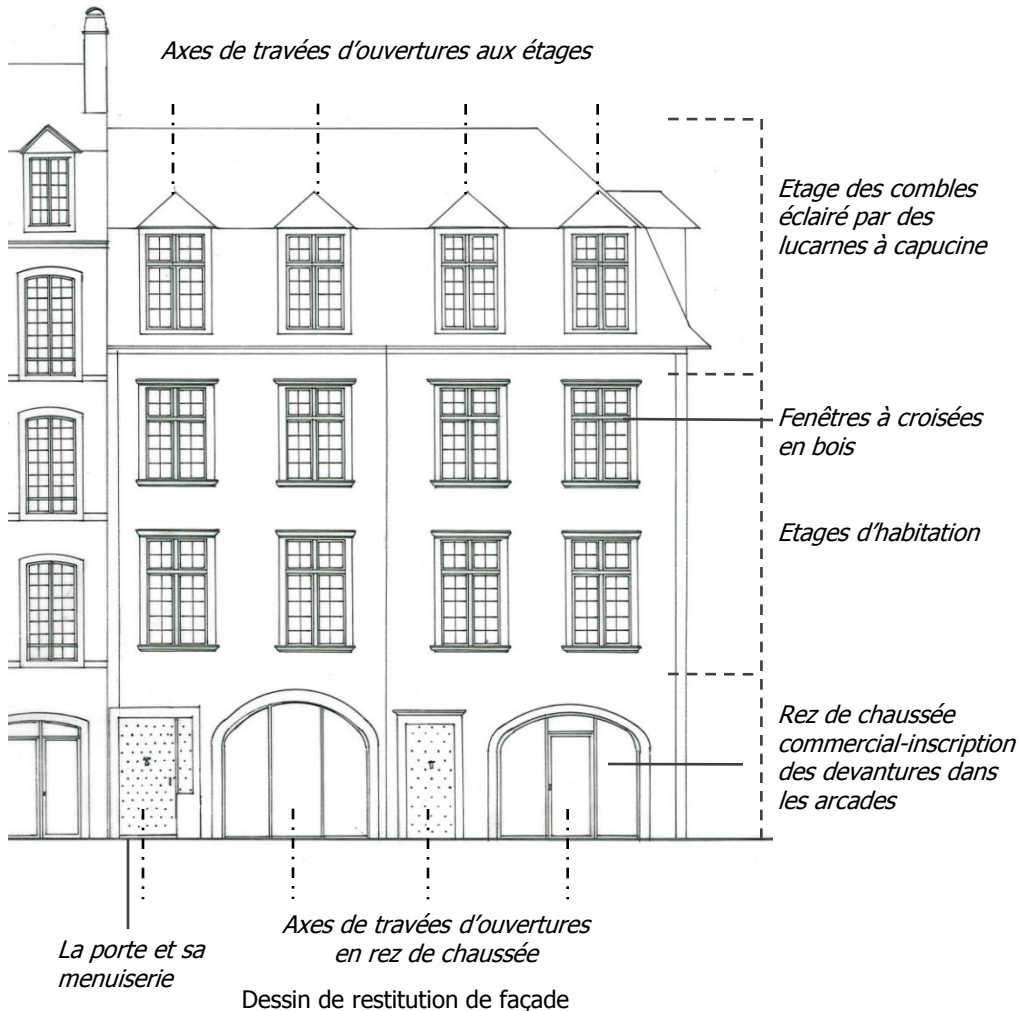 Axes de travées d'ouvertures aux étages
Etage des combles
éclairé par des
lucarnes à capucine
Fenêtres à croisées
en bois
Etages d'habitation
Rez de chaussée
commercial-inscription
des devantures dans
les arcades
Axes de travées d'ouvertures
en rez de chaussée
La porte et sa
menuiserie
Dessin de restitution de façade